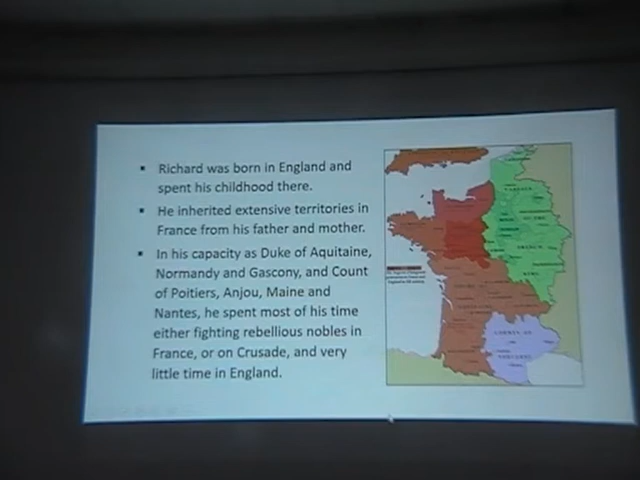 ▪ Richard was born in England and
spent his childhood there.
▪ He inherited extensive territories in
France from his father and mother.
▪ In his capacity as Duke of Aquitaine,
Normandy and Gascony, and Count
of Poitiers, Anjou, Maine and
Nantes, he spent most of his time
either fighting rebellious nobles in
France, or on Crusade, and very
little time in England.